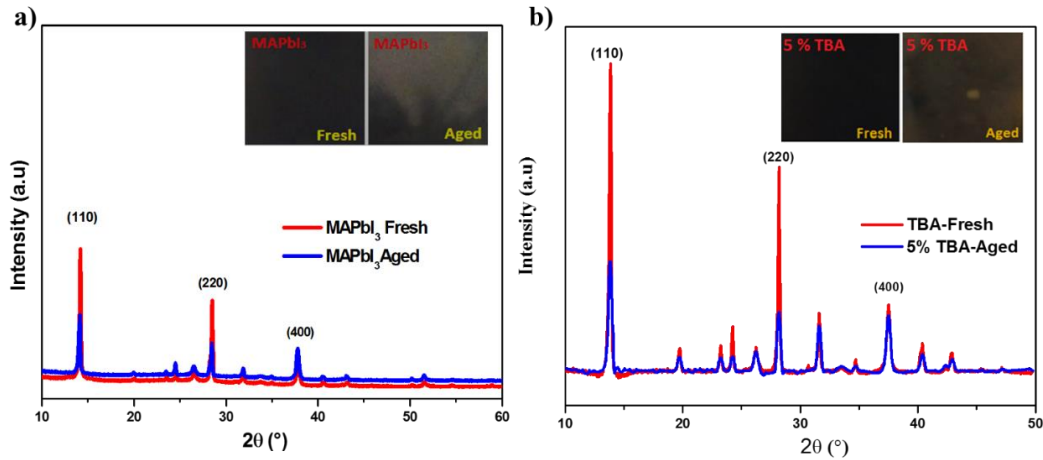 a)
MAPbI₃
MAPbI₃
Fresh
Aged
(110)
(220)
(400)
MAPbI₃ Fresh
MAPbI₃Aged
Intensity (a.u)
10 20 30 40 50 60
2θ (°)
b)
5 % TBA
5 % TBA
Fresh
Aged
(110)
(220)
(400)
TBA-Fresh
5% TBA-Aged
Intensity (a.u)
10 20 30 40 50
2θ (°)